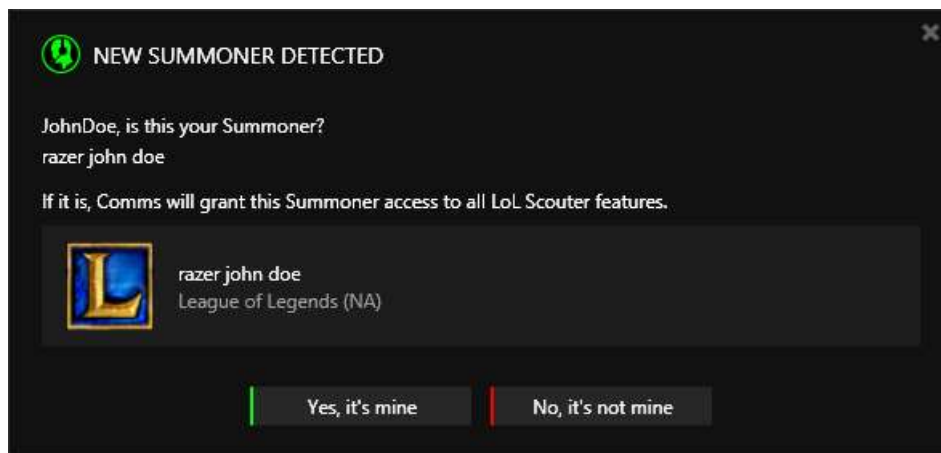 NEW SUMMONER DETECTED
JohnDoe, is this your Summoner?
razer john doe
If it is, Comms will grant this Summoner access to all LoL Scouter features.
L
razer john doe
League of Legends (NA)
Yes, it's mine
No, it's not mine